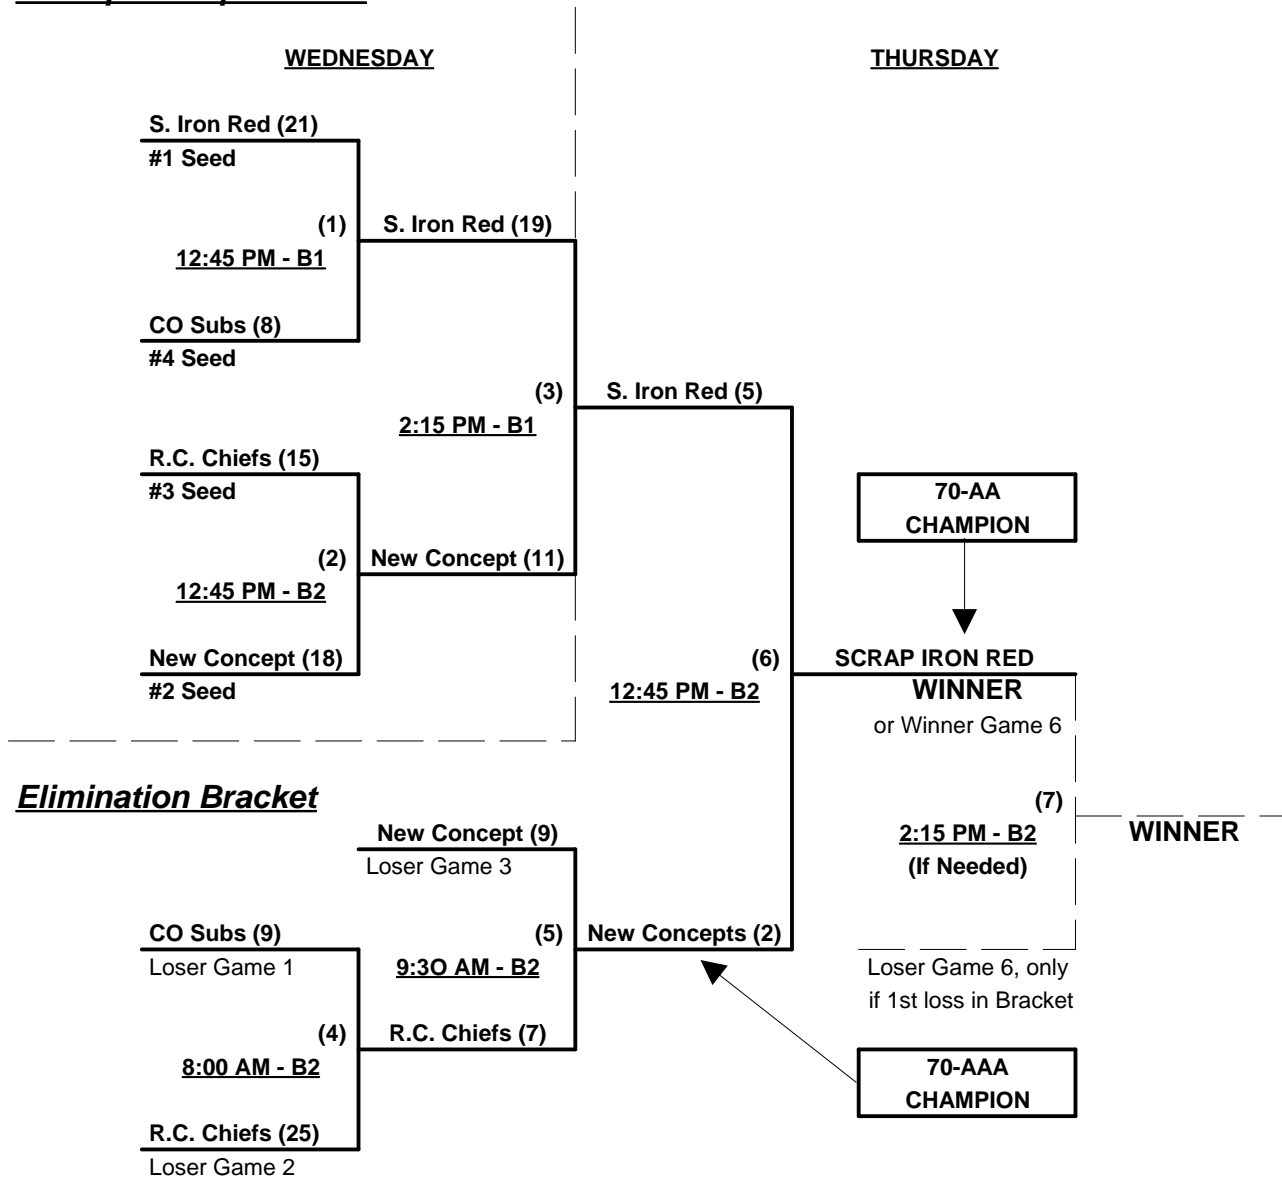 WEDNESDAY
THURSDAY
S. Iron Red (21)
#1 Seed
(1)
S. Iron Red (19)
12:45 PM - B1
CO Subs (8)
#4 Seed
(3)
S. Iron Red (5)
2:15 PM - B1
R.C. Chiefs (15)
#3 Seed
70-AA
CHAMPION
(2)
New Concept (11)
12:45 PM - B2
New Concept (18)
#2 Seed
(6)
SCRAP IRON RED
12:45 PM - B2
WINNER
or Winner Game 6
Elimination Bracket
(7)
New Concept (9)
2:15 PM - B2
WINNER
Loser Game 3
(If Needed)
CO Subs (9)
(5)
New Concepts (2)
Loser Game 1
9:3O AM - B2
Loser Game 6, only
if 1st loss in Bracket
(4)
R.C. Chiefs (7)
8:00 AM - B2
70-AAA
CHAMPION
R.C. Chiefs (25)
Loser Game 2